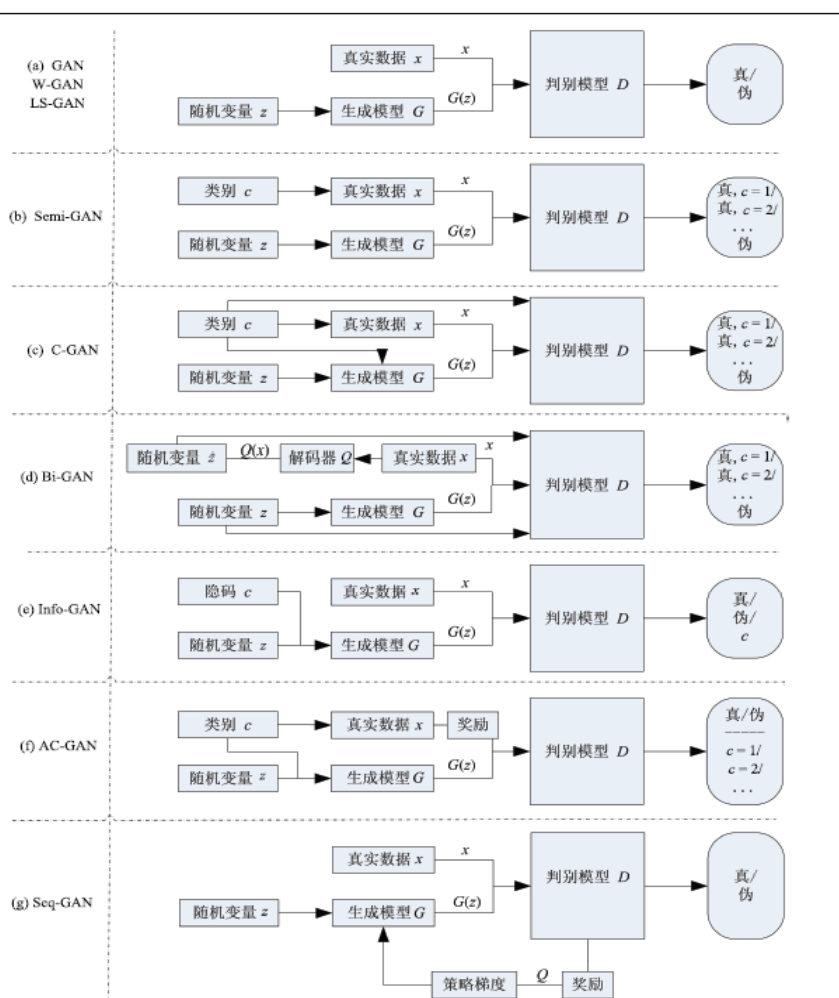 (a) GAN
W-GAN
LS-GAN
真实数据 x
x
随机变量 z
生成模型 G
G(z)
判别模型 D
真/
伪
(b) Semi-GAN
类别 c
真实数据 x
x
随机变量 z
生成模型 G
G(z)
判别模型 D
真, c = 1/
真, c = 2/
...
伪
(c) C-GAN
类别 c
真实数据 x
x
随机变量 z
生成模型 G
G(z)
判别模型 D
真, c = 1/
真, c = 2/
...
伪
(d) Bi-GAN
随机变量 ẑ
Q(x)
解码器 Q
真实数据 x
x
随机变量 z
生成模型 G
G(z)
判别模型 D
真, c = 1/
真, c = 2/
...
伪
(e) Info-GAN
隐码 c
真实数据 x
x
随机变量 z
生成模型 G
G(z)
判别模型 D
真/
伪/
c
(f) AC-GAN
类别 c
真实数据 x
奖励
随机变量 z
生成模型 G
G(z)
判别模型 D
真/伪
-----
c = 1/
c = 2/
...
(g) Seq-GAN
真实数据 x
x
随机变量 z
生成模型 G
G(z)
判别模型 D
真/
伪
策略梯度
Q
奖励